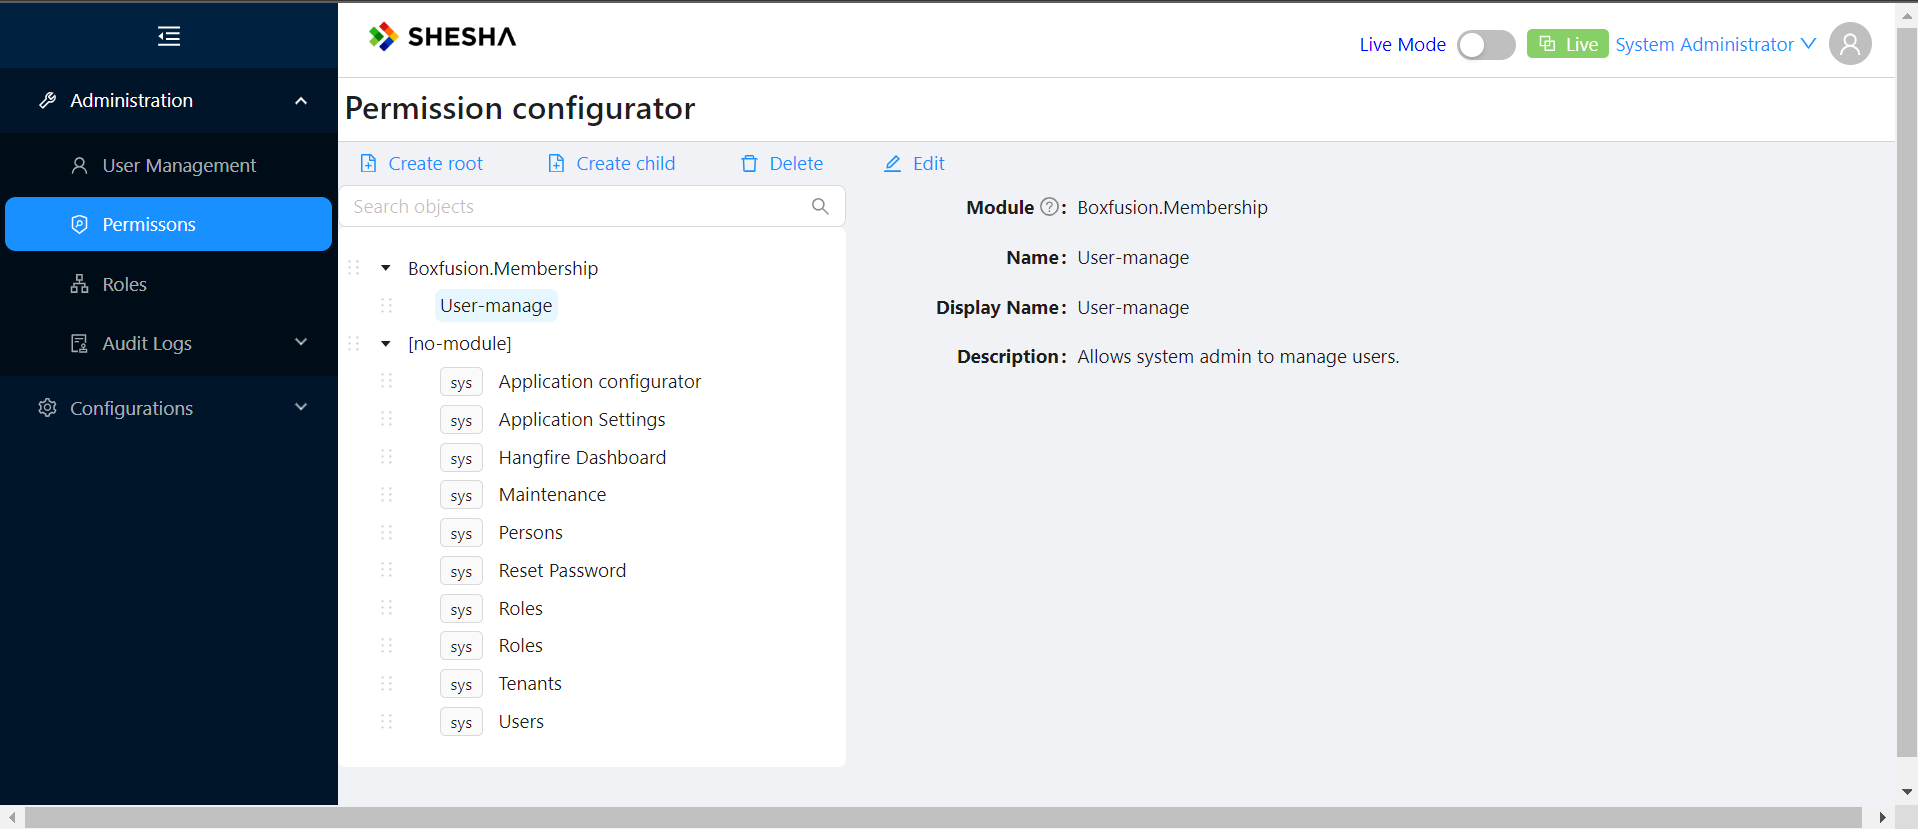 SHESHA
Live Mode
Live
System Administrator
Administration
User Management
Permissons
Roles
Audit Logs
Configurations
Permission configurator
Create root
Create child
Delete
Edit
Search objects
Boxfusion.Membership
User-manage
[no-module]
sys Application configurator
sys Application Settings
sys Hangfire Dashboard
sys Maintenance
sys Persons
sys Reset Password
sys Roles
sys Roles
sys Tenants
sys Users
Module ? : Boxfusion.Membership
Name: User-manage
Display Name: User-manage
Description: Allows system admin to manage users.